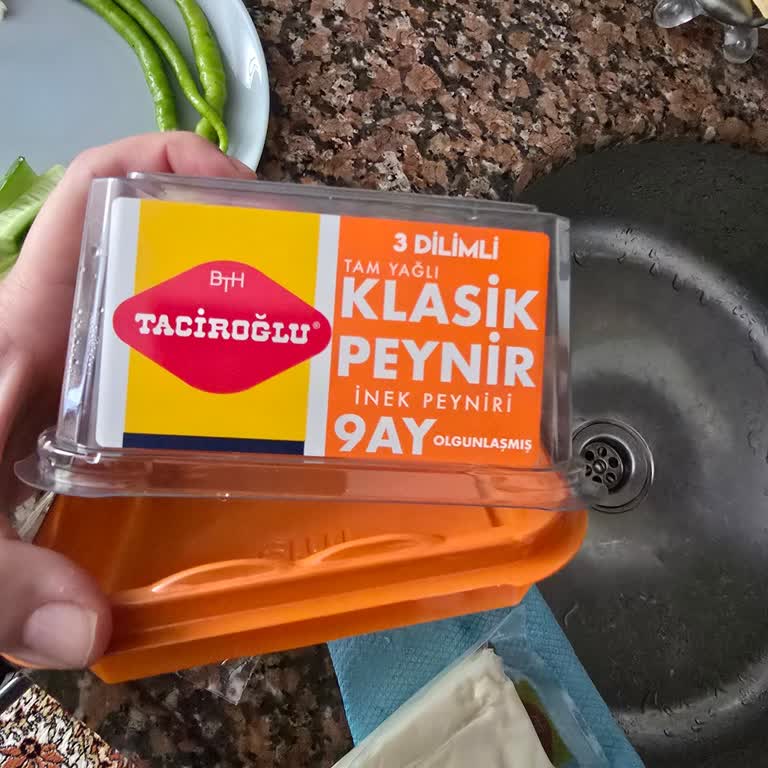 BTH
TACİROĞLU®
3 DİLİMLİ
TAM YAĞLI
KLASİK
PEYNİR
İNEK PEYNİRİ
9AY OLGUNLAŞMIŞ